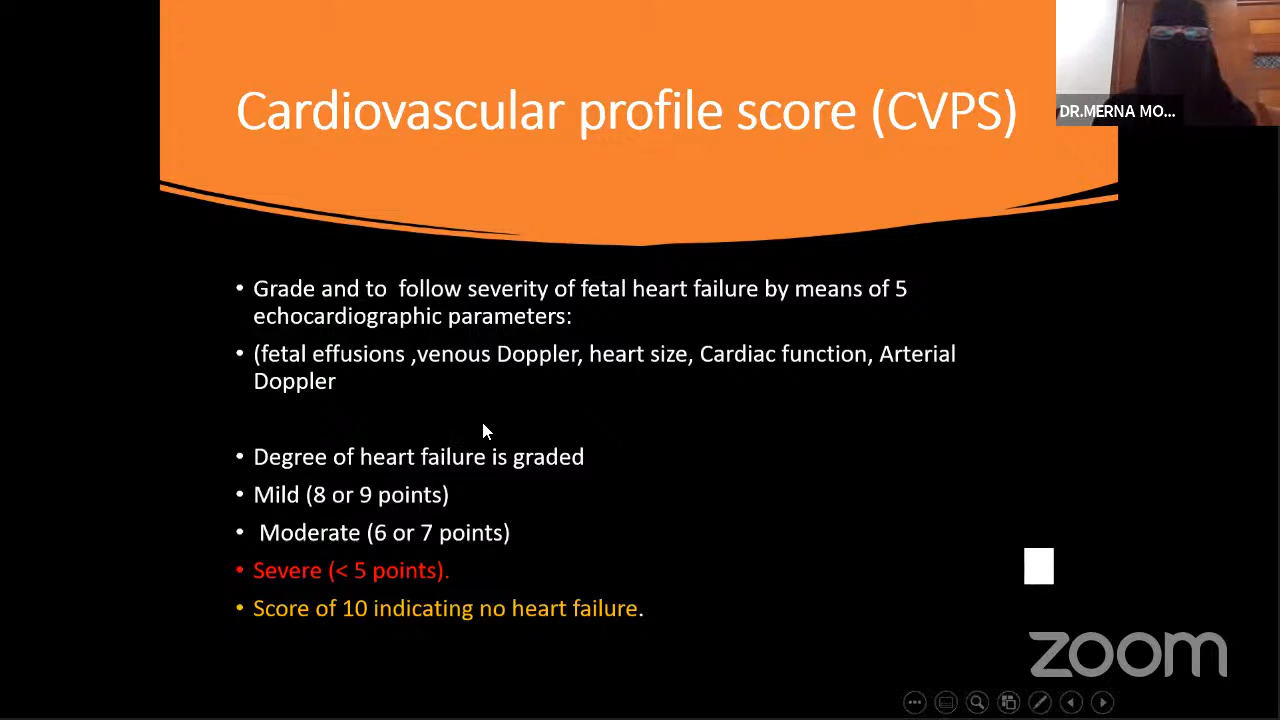 Cardiovascular profile score (CVPS)
DR.MERNA MO...
• Grade and to follow severity of fetal heart failure by means of 5
echocardiographic parameters:
• (fetal effusions ,venous Doppler, heart size, Cardiac function, Arterial
Doppler
• Degree of heart failure is graded
• Mild (8 or 9 points)
• Moderate (6 or 7 points)
• Severe (< 5 points).
• Score of 10 indicating no heart failure.
zoom